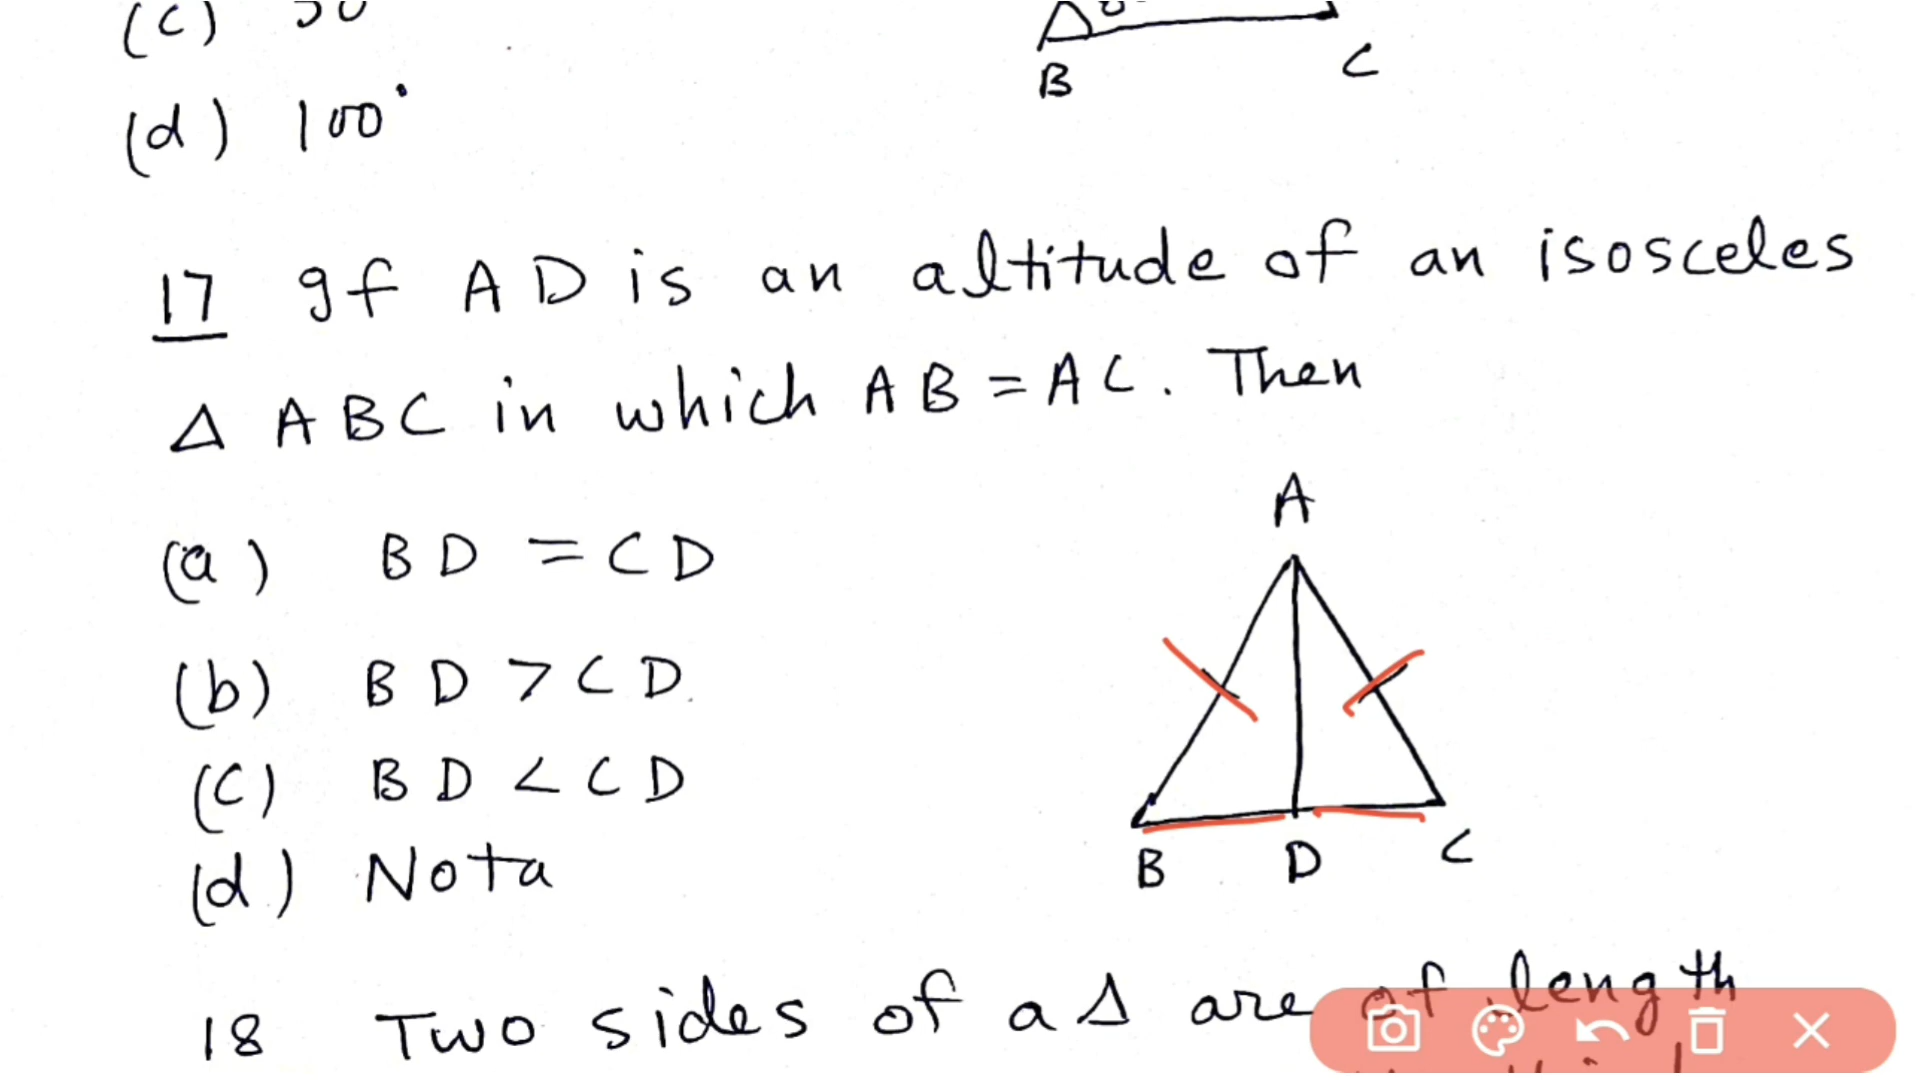 (c) 50
B C
(d) 100°
17 If AD is an altitude of an isosceles
Δ ABC in which AB = AC. Then
A
(a) BD = CD
(b) BD > CD
(c) BD < CD
B D C
(d) Nota
18 Two sides of a Δ are of length